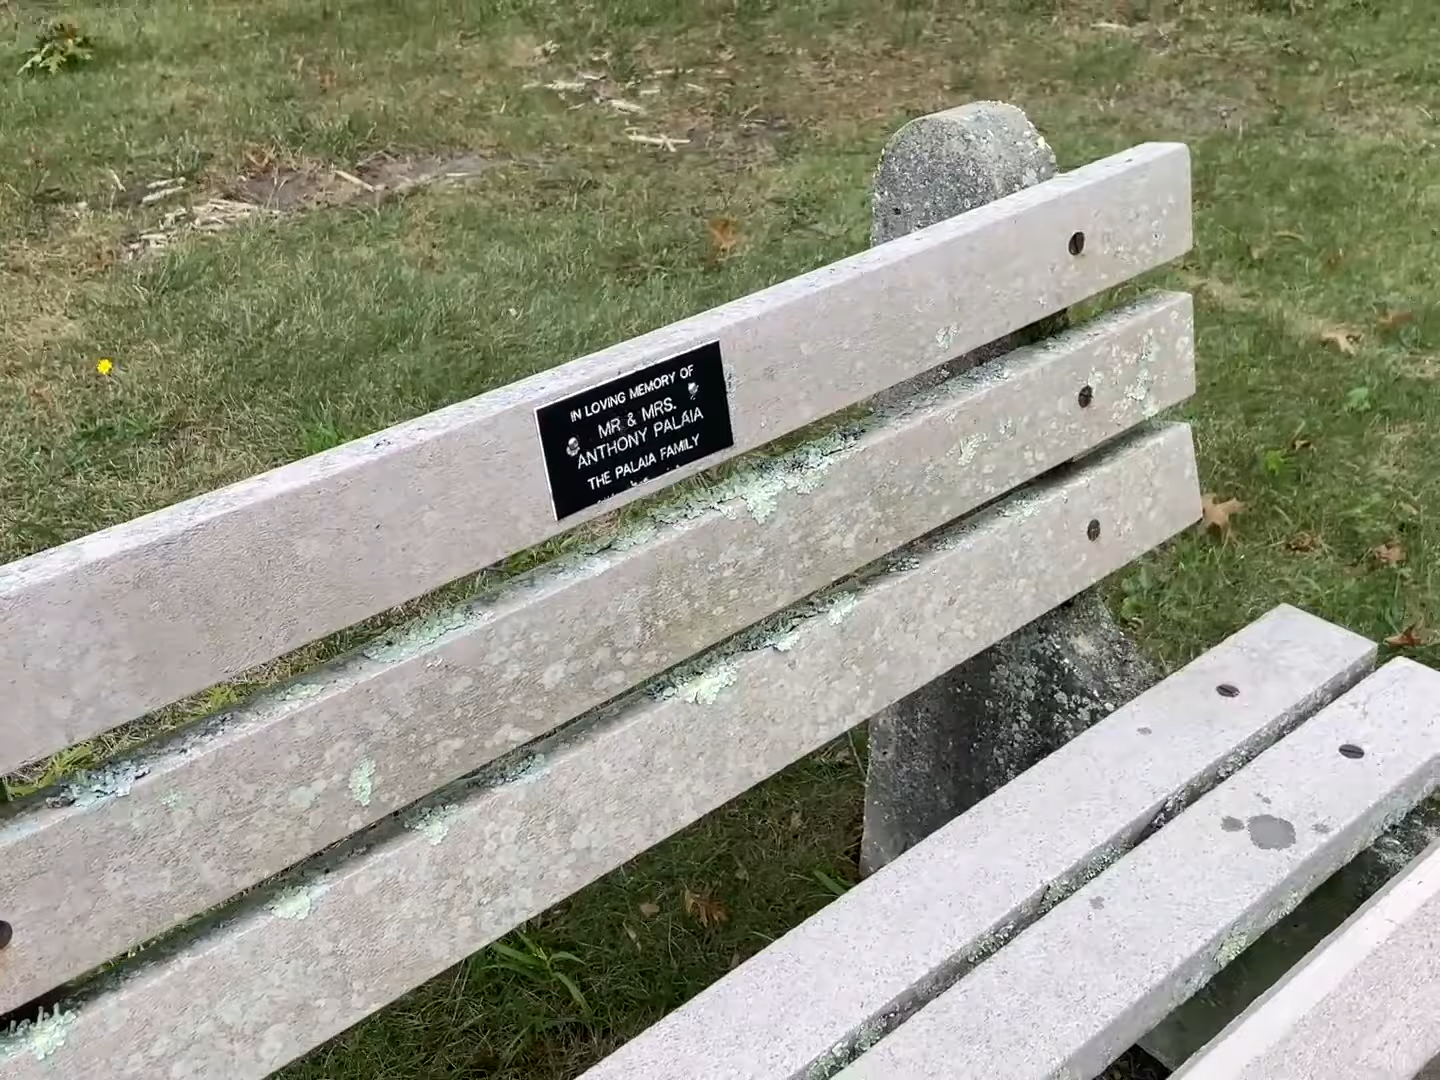 IN LOVING MEMORY OF
MR & MRS.
ANTHONY PALAIA
THE PALAIA FAMILY